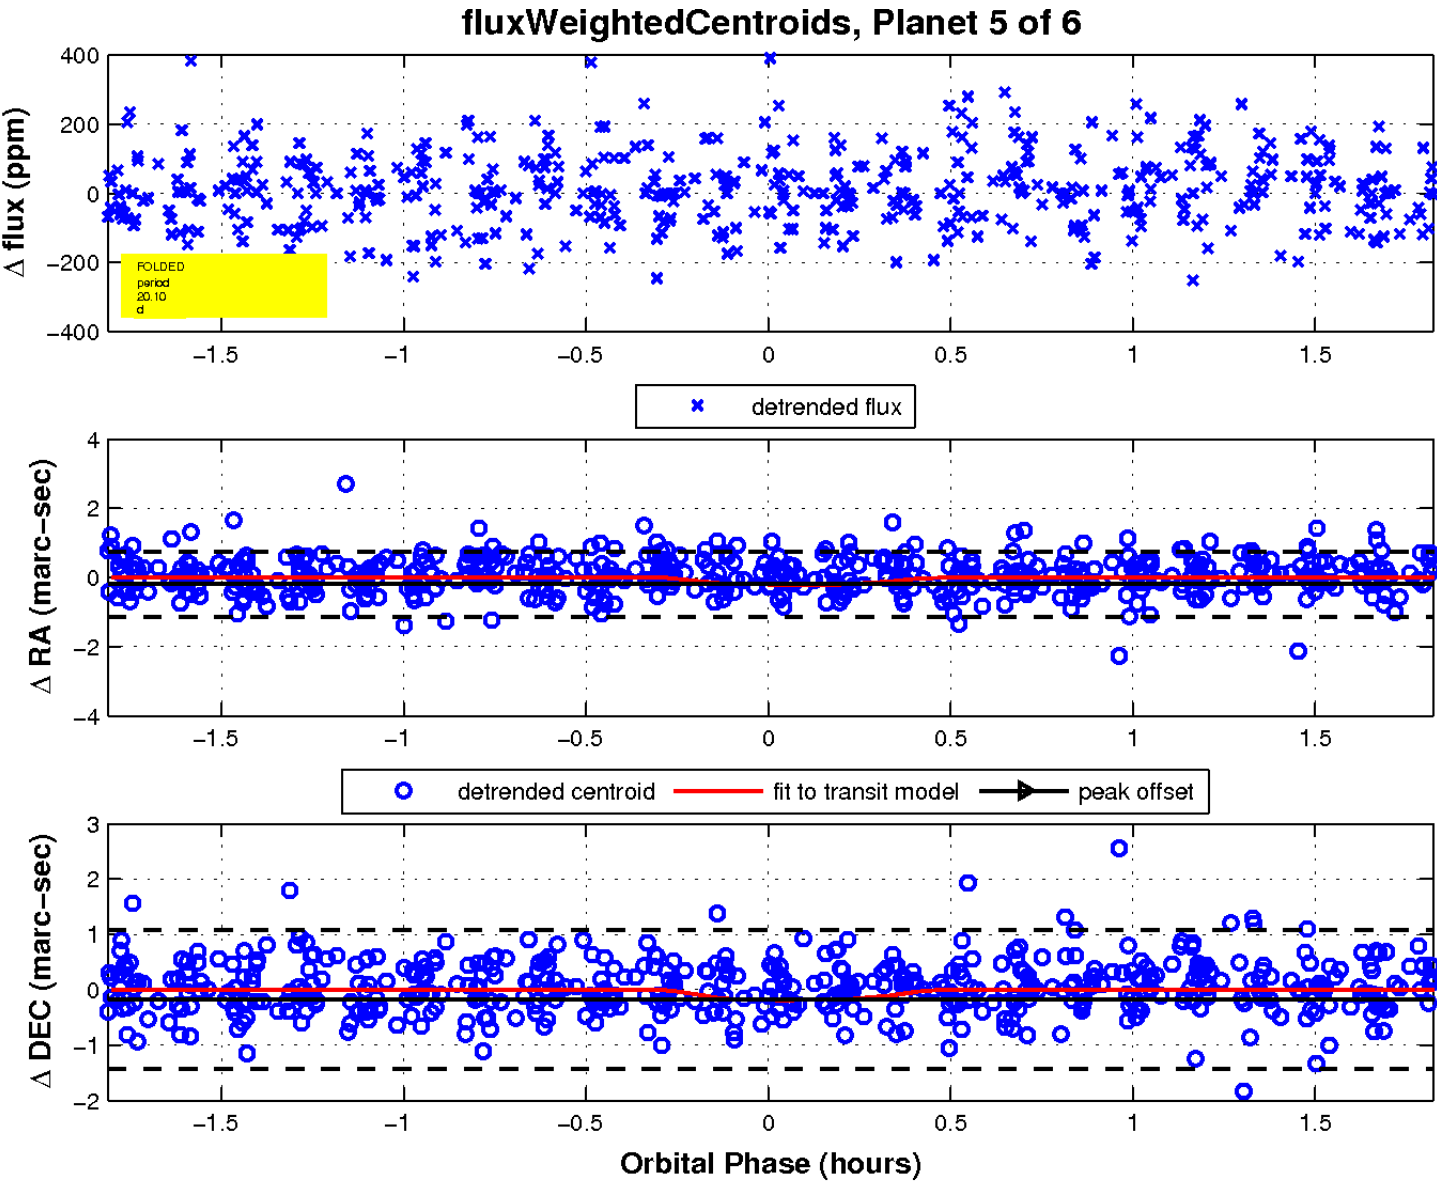 fluxWeightedCentroids, Planet 5 of 6
Δ flux (ppm)
400
200
0
−200
−400
FOLDED
period
20.10
d
−1.5 −1 −0.5 0 0.5 1 1.5
detrended flux
Δ RA (marc−sec)
4
2
0
−2
−4
−1.5 −1 −0.5 0 0.5 1 1.5
detrended centroid fit to transit model peak offset
Δ DEC (marc−sec)
3
2
1
0
−1
−2
−1.5 −1 −0.5 0 0.5 1 1.5
Orbital Phase (hours)